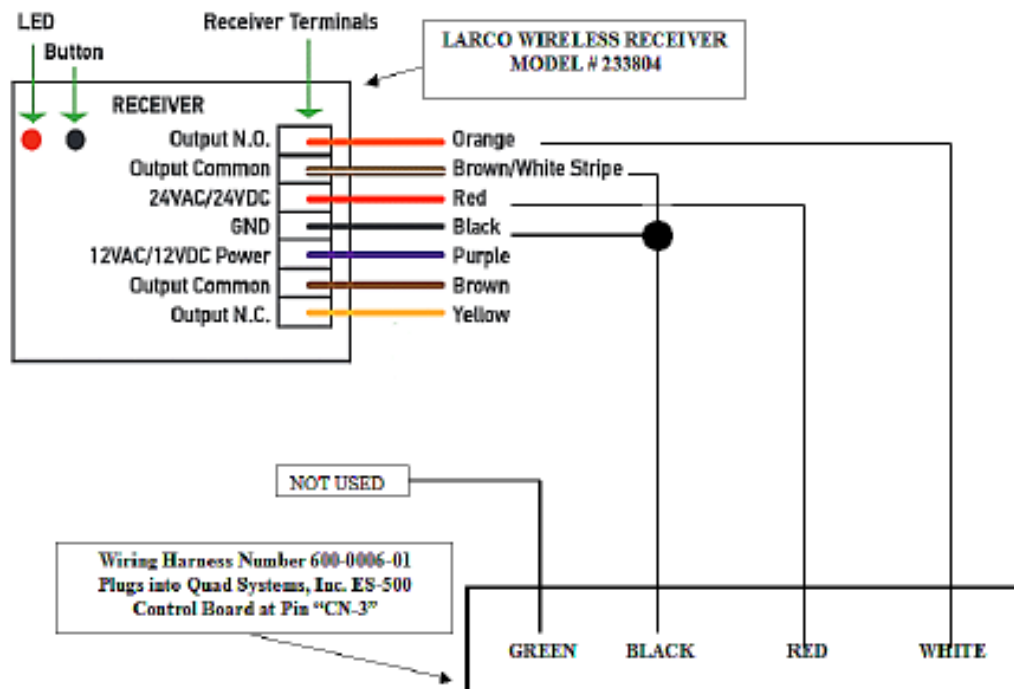 LED
Receiver Terminals
Button
LARCO WIRELESS RECEIVER
MODEL # 233804
RECEIVER
Output N.O.
Orange
Output Common
Brown/White Stripe
24VAC/24VDC
Red
GND
Black
12VAC/12VDC Power
Purple
Output Common
Brown
Output N.C.
Yellow
NOT USED
Wiring Harness Number 600-0006-01
Plugs into Quad Systems, Inc. ES-500
Control Board at Pin “CN-3”
GREEN
BLACK
RED
WHITE